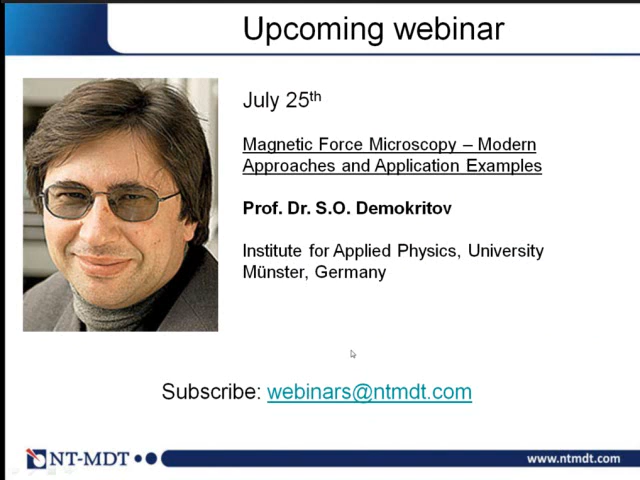 Upcoming webinar
July 25th
Magnetic Force Microscopy – Modern
Approaches and Application Examples
Prof. Dr. S.O. Demokritov
Institute for Applied Physics, University
Münster, Germany
Subscribe: webinars@ntmdt.com
NT-MDT
www.ntmdt.com